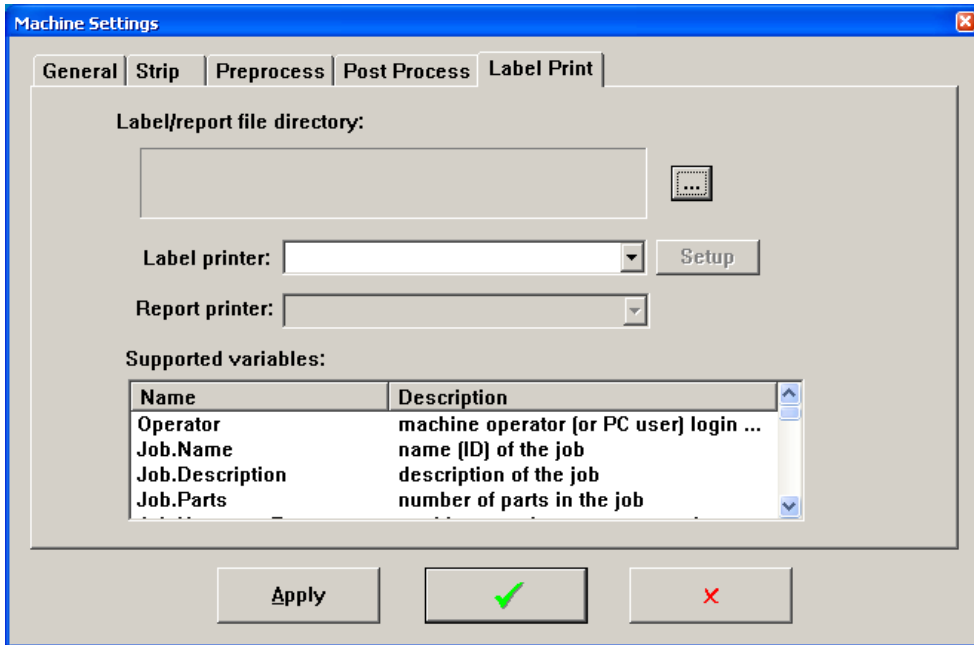 Machine Settings
General Strip Preprocess Post Process Label Print
Label/report file directory:
...
Label printer: Setup
Report printer:
Supported variables:
Name Description
Operator machine operator (or PC user) login ...
Job.Name name (ID) of the job
Job.Description description of the job
Job.Parts number of parts in the job
Apply